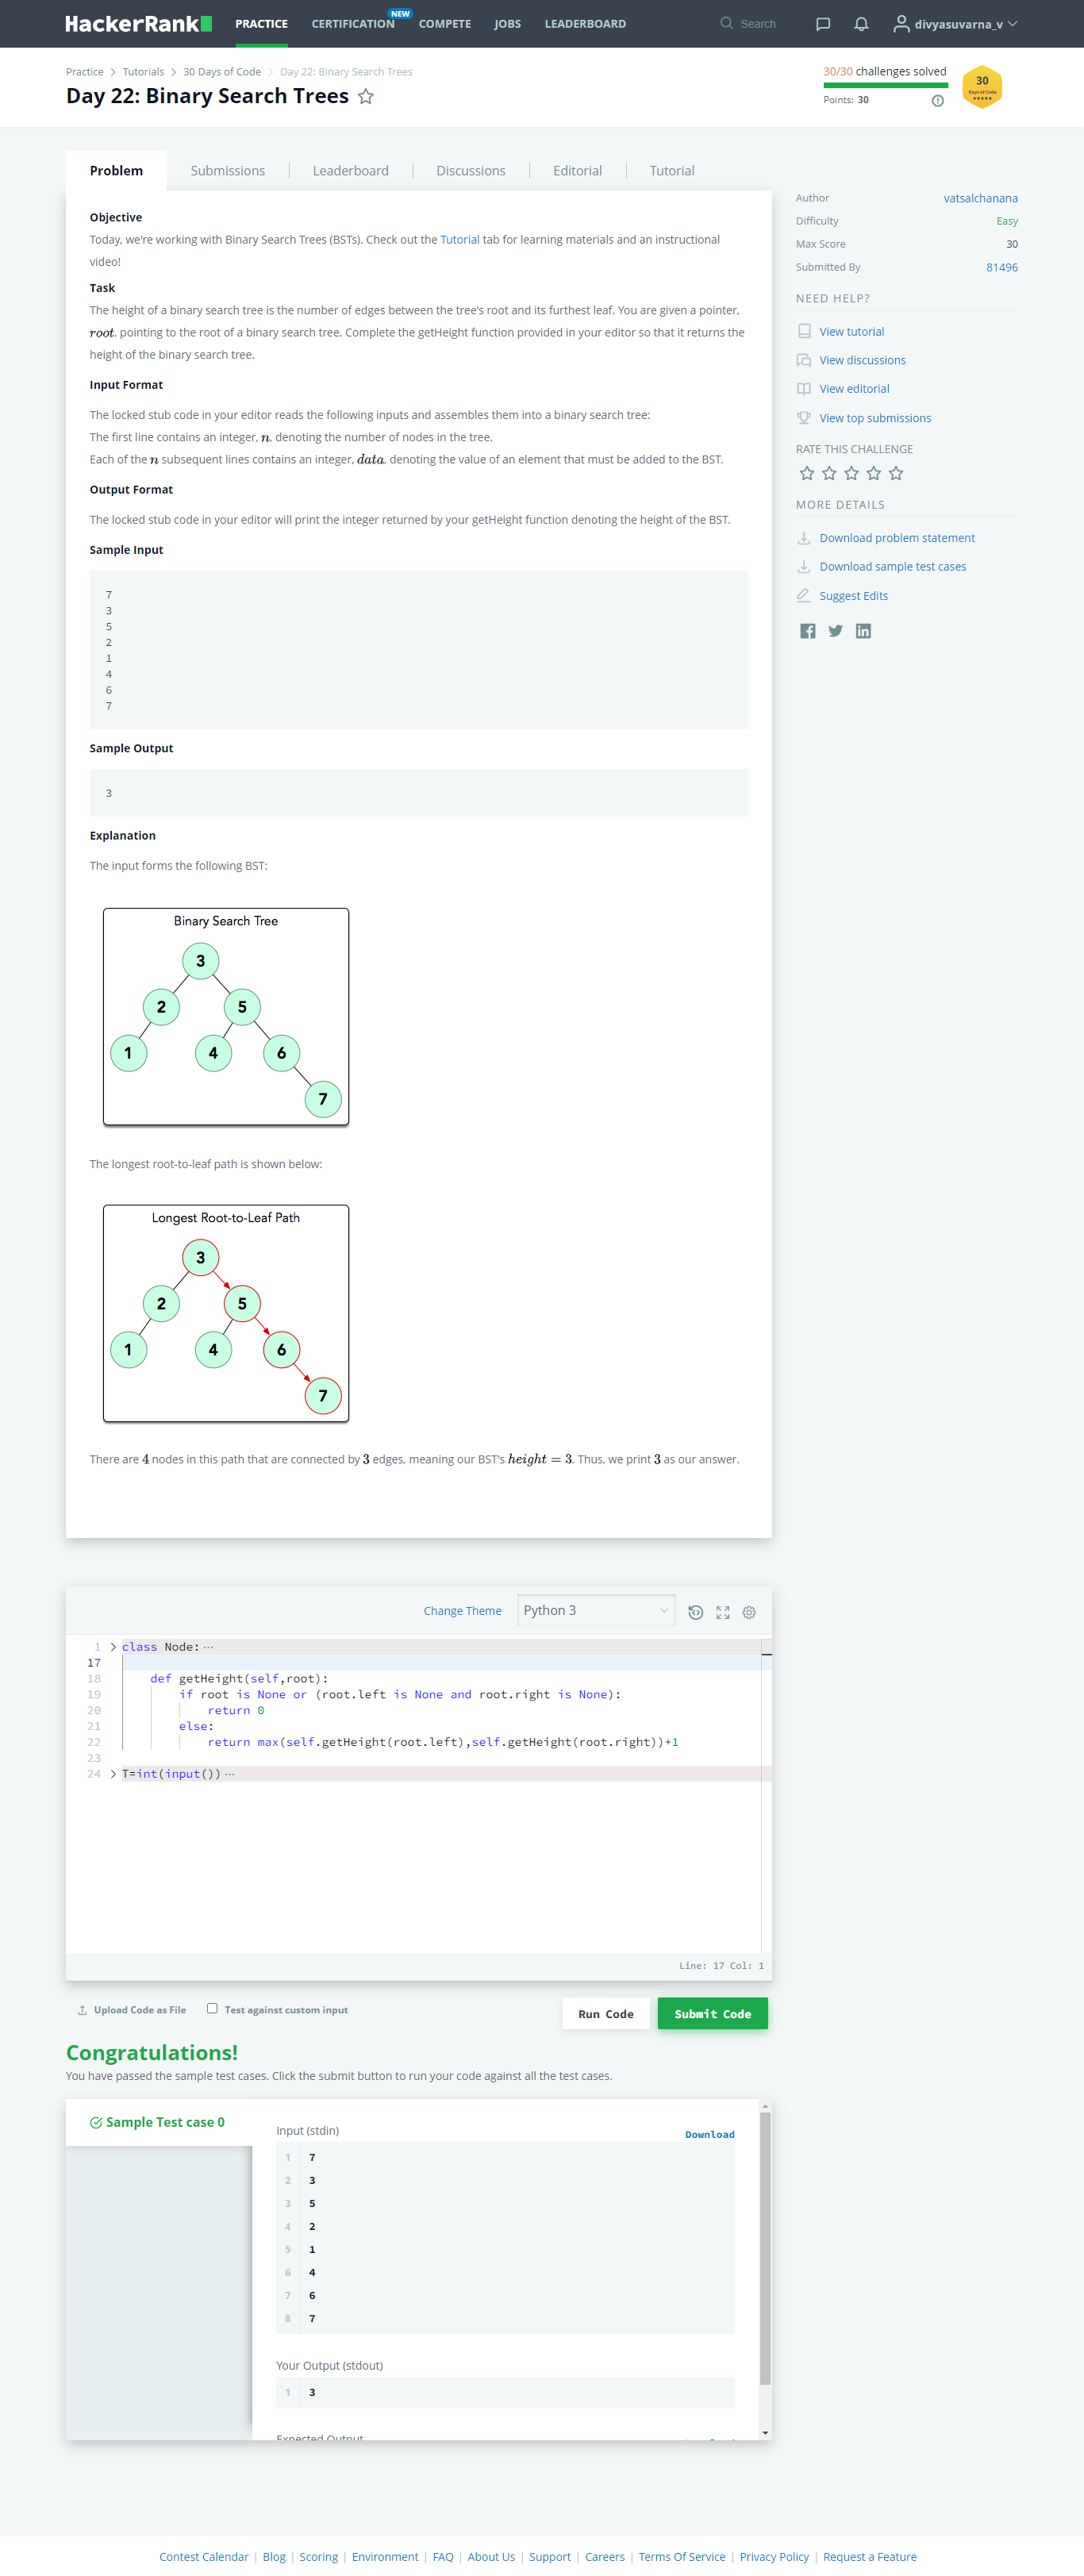 HackerRank
PRACTICE
CERTIFICATION
NEW
COMPETE
JOBS
LEADERBOARD
Search
divyasuvarna_v
Practice > Tutorials > 30 Days of Code > Day 22: Binary Search Trees
Day 22: Binary Search Trees
30/30 challenges solved
Points: 30
30
Days of Code
Problem
Submissions
Leaderboard
Discussions
Editorial
Tutorial
Objective
Today, we're working with Binary Search Trees (BSTs). Check out the Tutorial tab for learning materials and an instructional
video!
Task
The height of a binary search tree is the number of edges between the tree's root and its furthest leaf. You are given a pointer,
root, pointing to the root of a binary search tree. Complete the getHeight function provided in your editor so that it returns the
height of the binary search tree.
Input Format
The locked stub code in your editor reads the following inputs and assembles them into a binary search tree:
The first line contains an integer, n, denoting the number of nodes in the tree.
Each of the n subsequent lines contains an integer, data, denoting the value of an element that must be added to the BST.
Output Format
The locked stub code in your editor will print the integer returned by your getHeight function denoting the height of the BST.
Sample Input
7
3
5
2
1
4
6
7
Sample Output
3
Explanation
The input forms the following BST:
Binary Search Tree
3
2 5
1 4 6
7
The longest root-to-leaf path is shown below:
Longest Root-to-Leaf Path
3
2 5
1 4 6
7
There are 4 nodes in this path that are connected by 3 edges, meaning our BST's height = 3. Thus, we print 3 as our answer.
Author vatsalchanana
Difficulty Easy
Max Score 30
Submitted By 81496
NEED HELP?
View tutorial
View discussions
View editorial
View top submissions
RATE THIS CHALLENGE
MORE DETAILS
Download problem statement
Download sample test cases
Suggest Edits
Change Theme
Python 3
1 > class Node: ···
17
18 def getHeight(self,root):
19 if root is None or (root.left is None and root.right is None):
20 return 0
21 else:
22 return max(self.getHeight(root.left),self.getHeight(root.right))+1
23
24 > T=int(input()) ···
Line: 17 Col: 1
Upload Code as File
Test against custom input
Run Code
Submit Code
Congratulations!
You have passed the sample test cases. Click the submit button to run your code against all the test cases.
Sample Test case 0
Input (stdin)
Download
1 7
2 3
3 5
4 2
5 1
6 4
7 6
8 7
Your Output (stdout)
1 3
Expected Output
Contest Calendar | Blog | Scoring | Environment | FAQ | About Us | Support | Careers | Terms Of Service | Privacy Policy | Request a Feature